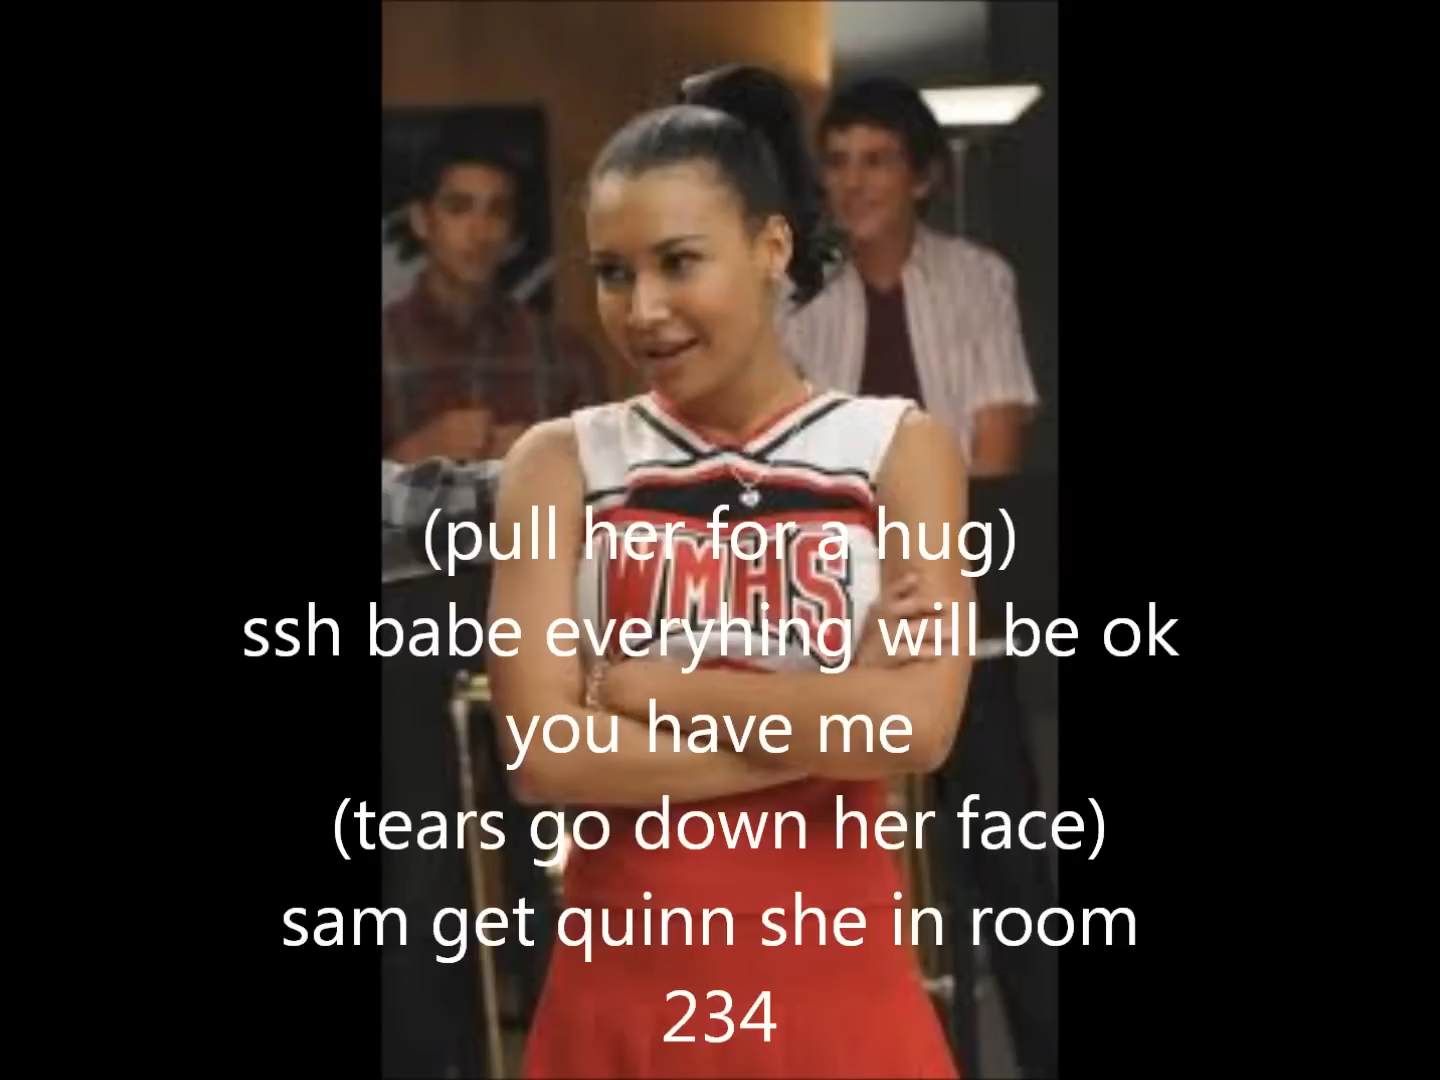 WMHS
(pull her for a hug)
ssh babe everyhing will be ok
you have me
(tears go down her face)
sam get quinn she in room
234